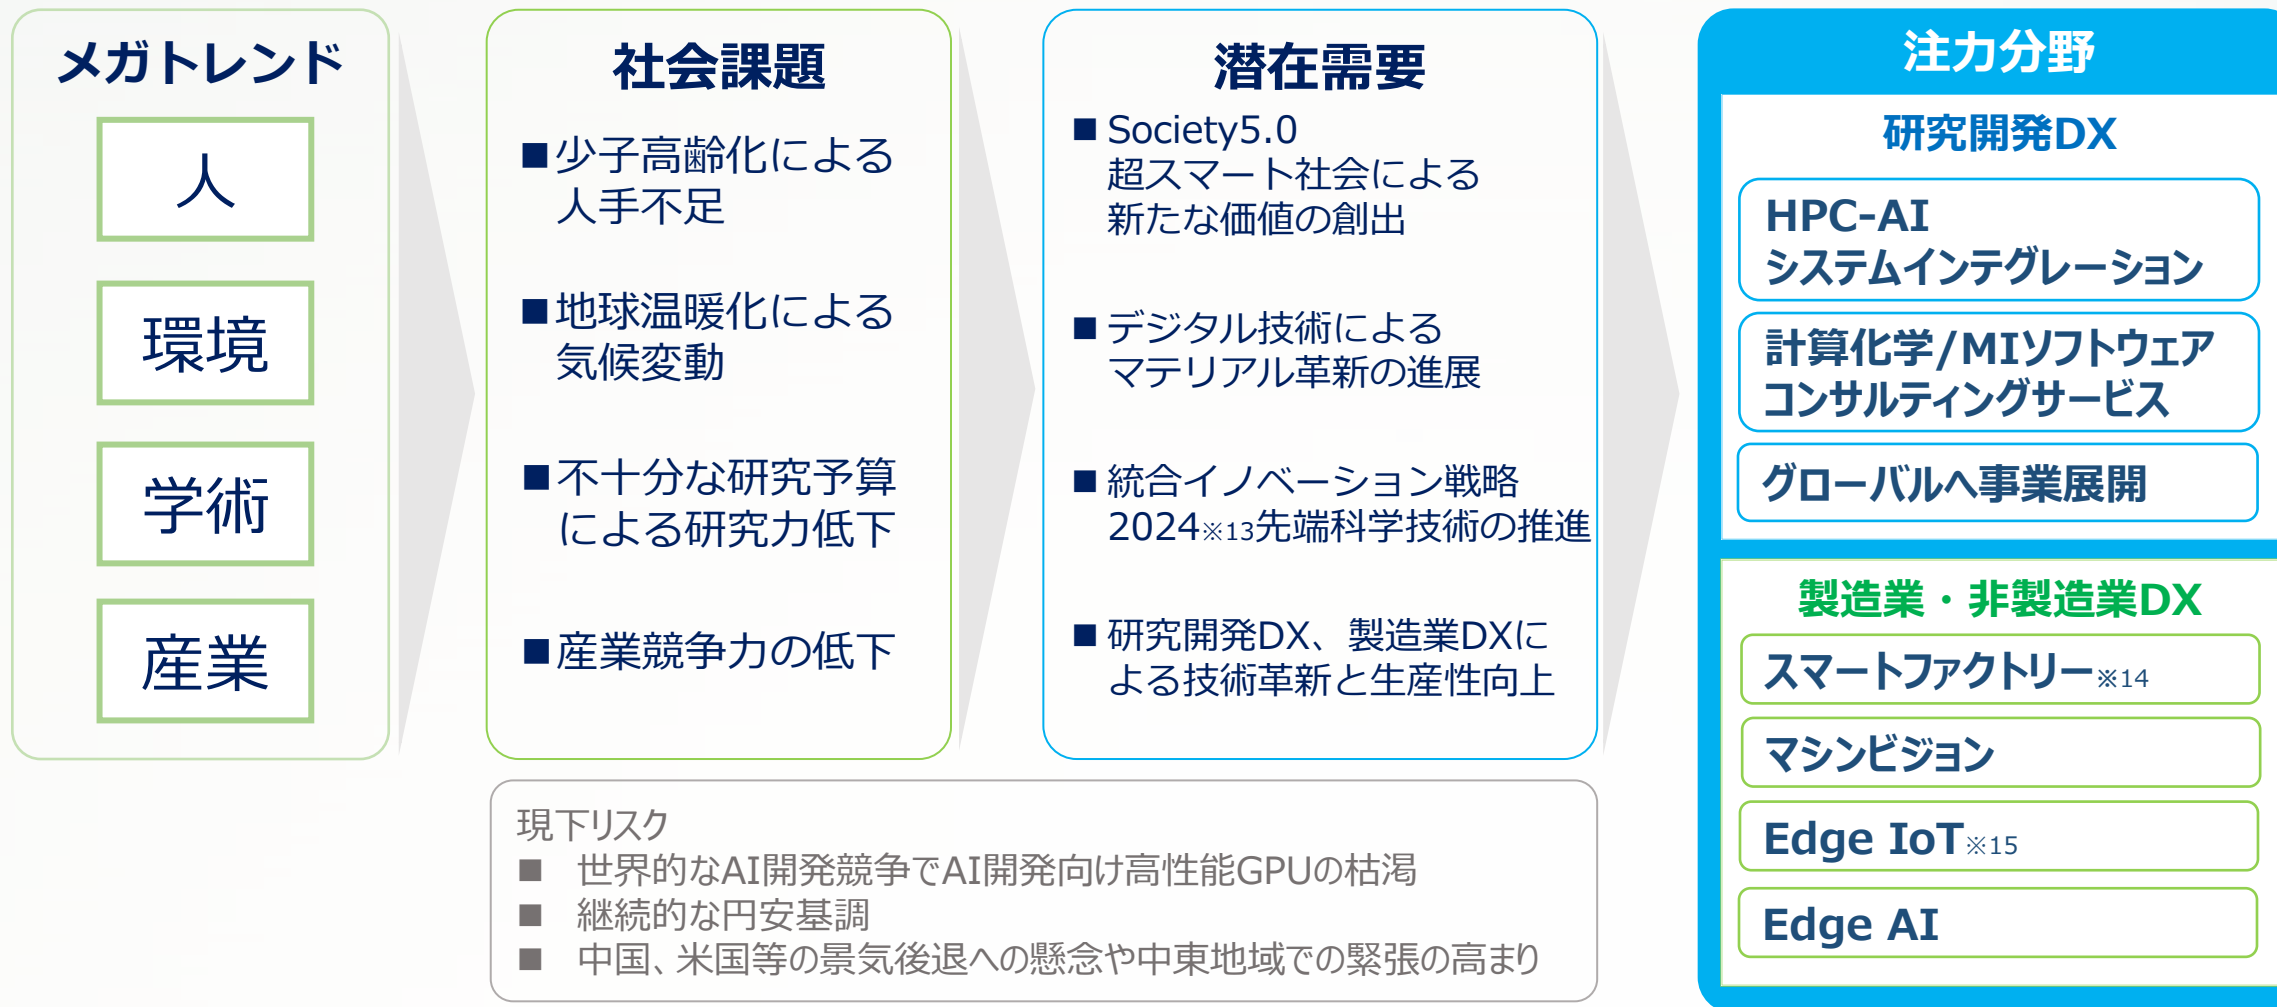 メガトレンド
人
環境
学術
産業
社会課題
■少子高齢化による
人手不足
■地球温暖化による
気候変動
■不十分な研究予算
による研究力低下
■産業競争力の低下
潜在需要
■Society5.0
超スマート社会による
新たな価値の創出
■デジタル技術による
マテリアル革新の進展
■統合イノベーション戦略
2024※13先端科学技術の推進
■研究開発DX、製造業DXに
よる技術革新と生産性向上
現下リスク
■ 世界的なAI開発競争でAI開発向け高性能GPUの枯渇
■ 継続的な円安基調
■ 中国、米国等の景気後退への懸念や中東地域での緊張の高まり
注力分野
研究開発DX
HPC-AI
システムインテグレーション
計算化学/MIソフトウェア
コンサルティングサービス
グローバルへ事業展開
製造業・非製造業DX
スマートファクトリー※14
マシンビジョン
Edge IoT※15
Edge AI